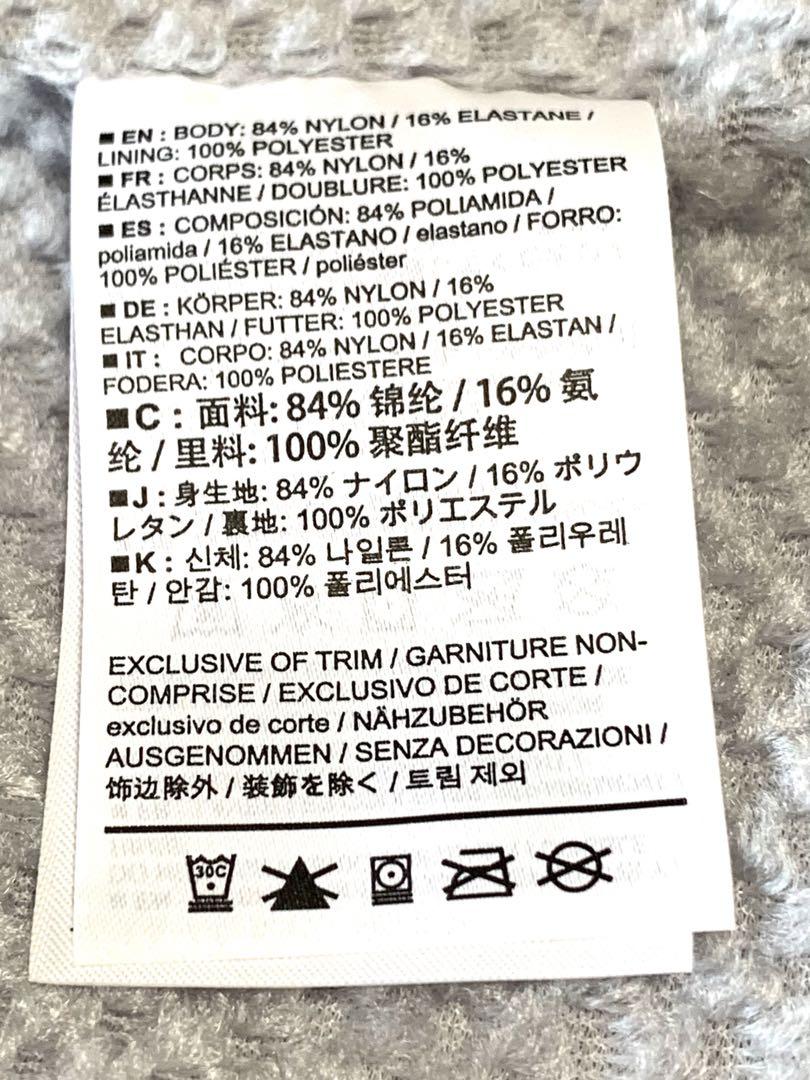 ■ EN : BODY: 84% NYLON / 16% ELASTANE /
LINING: 100% POLYESTER
■ FR : CORPS: 84% NYLON / 16%
ÉLASTHANNE / DOUBLURE: 100% POLYESTER
■ ES : COMPOSICIÓN: 84% POLIAMIDA /
poliamida / 16% ELASTANO / elastano / FORRO:
100% POLIÉSTER / poliéster
■ DE : KÖRPER: 84% NYLON / 16%
ELASTHAN / FUTTER: 100% POLYESTER
■ IT : CORPO: 84% NYLON / 16% ELASTAN /
FODERA: 100% POLIESTERE
■C : 面料: 84% 锦纶 / 16% 氨
纶 / 里料: 100% 聚酯纤维
■J : 身生地: 84% ナイロン / 16% ポリウ
レタン / 裏地: 100% ポリエステル
■K : 신체: 84% 나일론 / 16% 폴리우레
탄 / 안감: 100% 폴리에스터
EXCLUSIVE OF TRIM / GARNITURE NON-
COMPRISE / EXCLUSIVO DE CORTE /
exclusivo de corte / NÄHZUBEHÖR
AUSGENOMMEN / SENZA DECORAZIONI /
饰边除外 / 装飾を除く / 트림 제외
30C